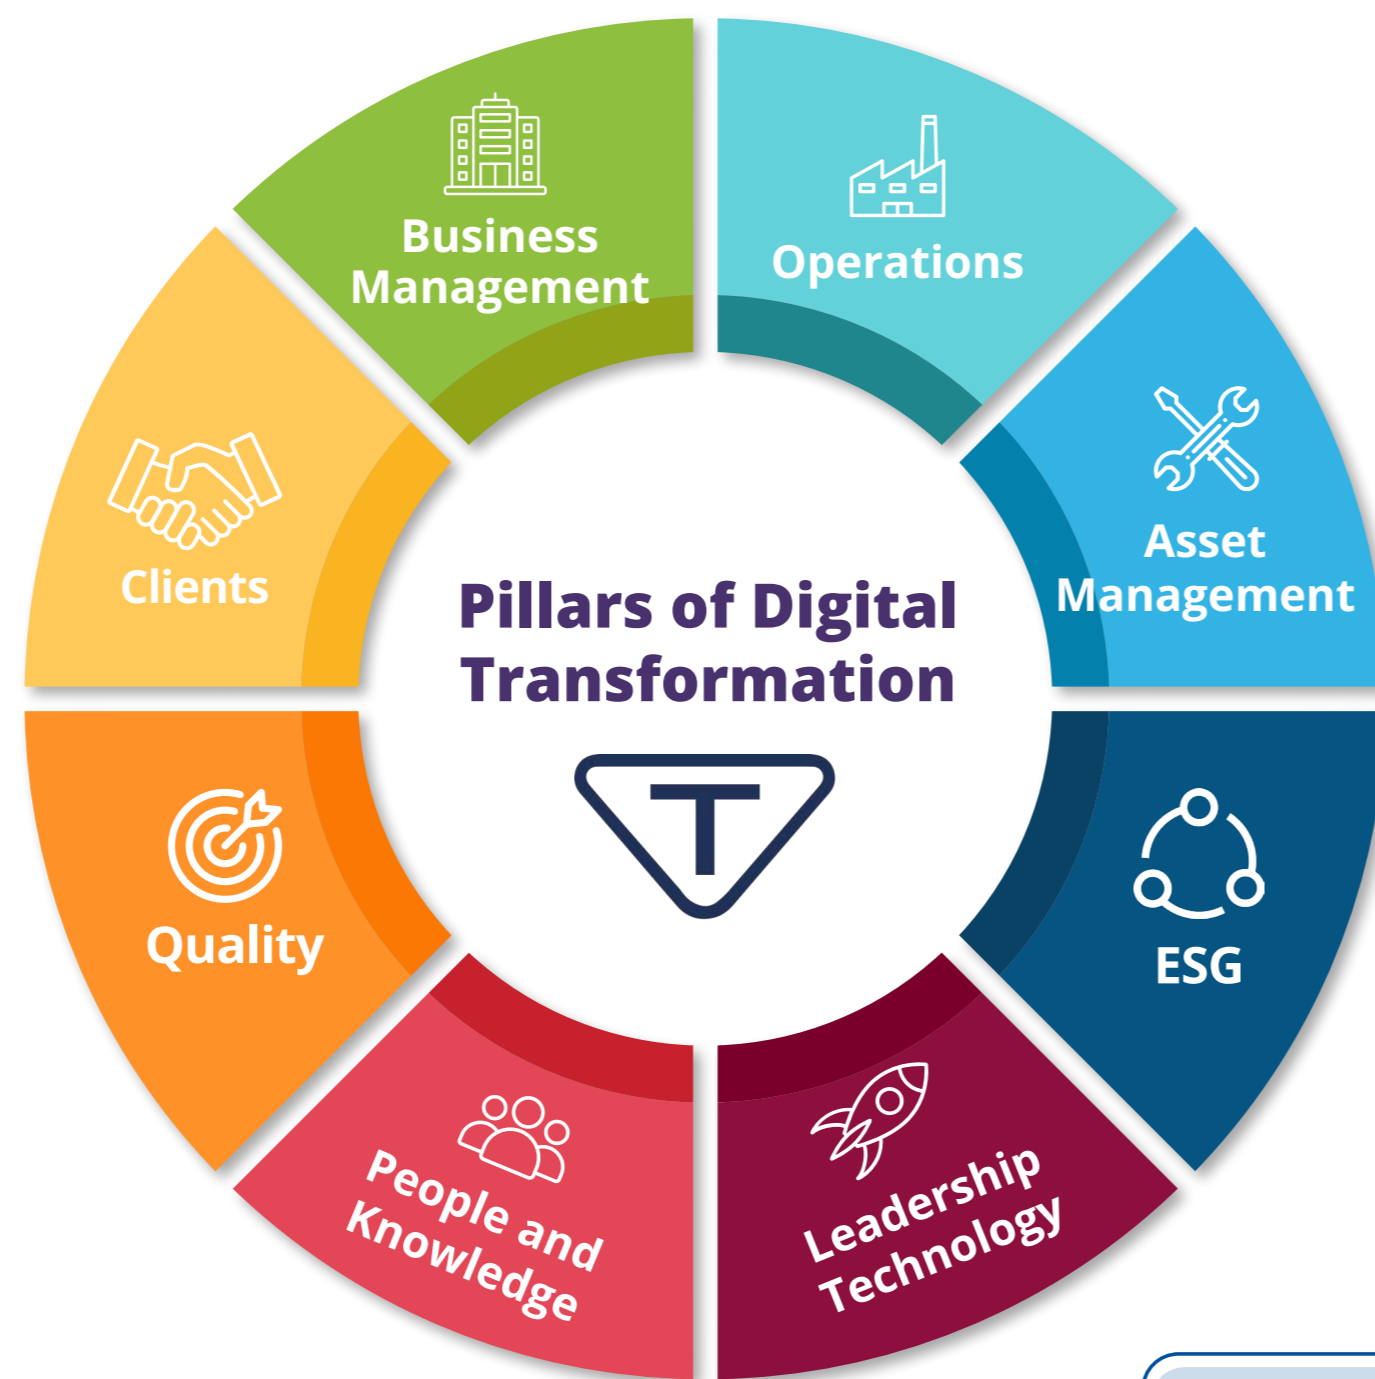 Business
Management
Operations
Clients
Asset
Management
Pillars of Digital
Transformation
T
Quality
ESG
People and
Knowledge
Leadership
Technology